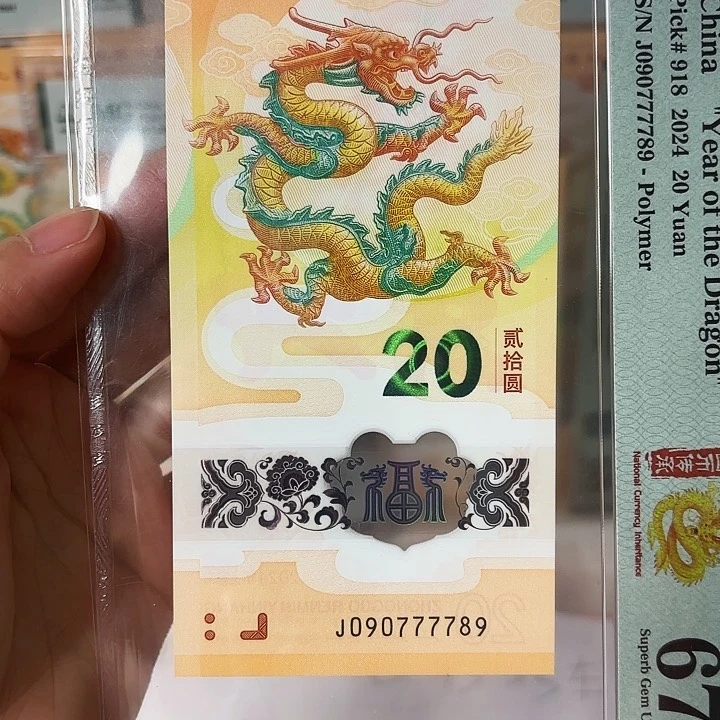 20
贰拾圆
J090777789
China "Year of the Dragon"
Pick# 918 2024 20 Yuan
S/N J090777789 - Polymer
National Currency Inheritance
67
Superb Gem U